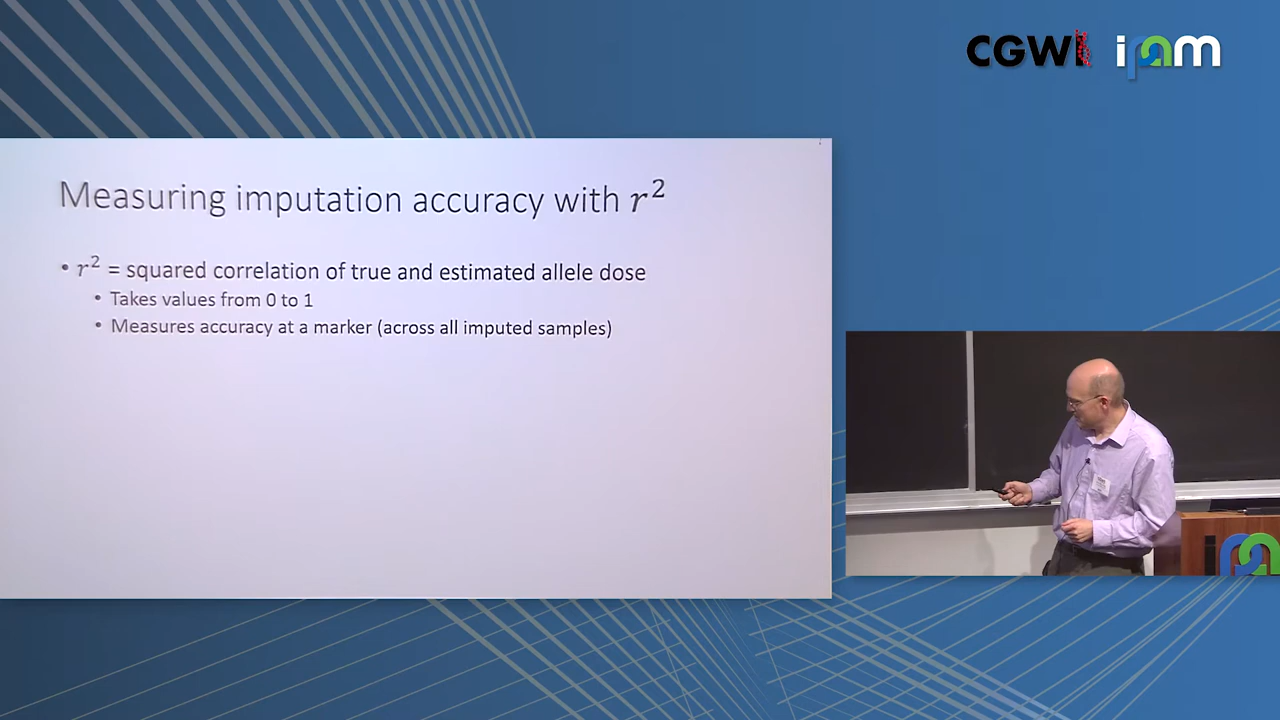 CGWI ipam
Measuring imputation accuracy with r²
• r² = squared correlation of true and estimated allele dose
• Takes values from 0 to 1
• Measures accuracy at a marker (across all imputed samples)